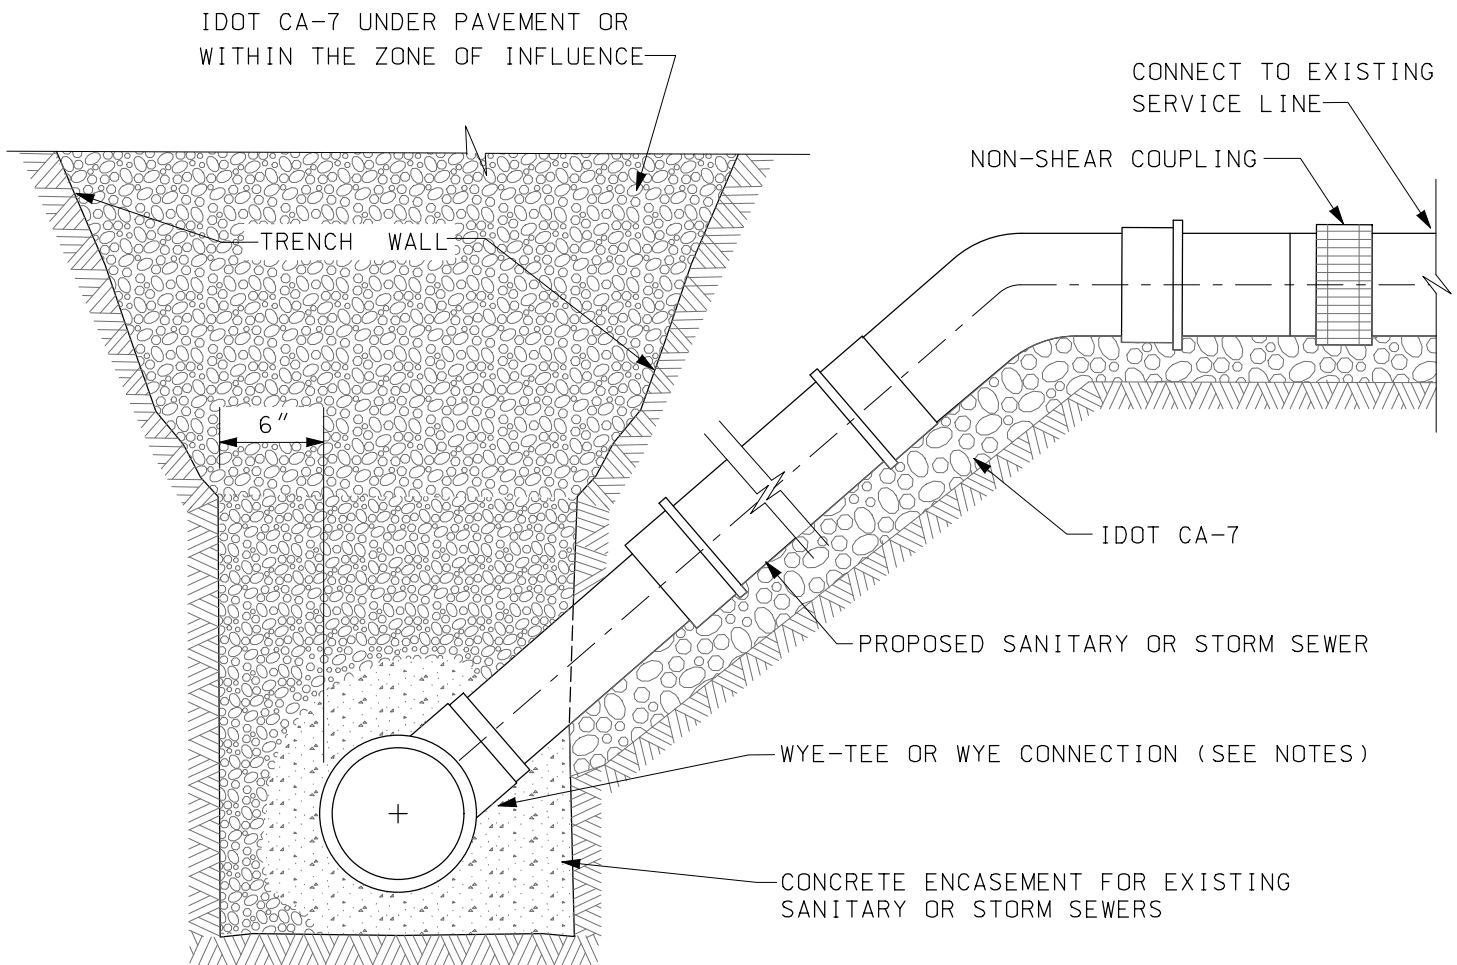 IDOT CA-7 UNDER PAVEMENT OR
WITHIN THE ZONE OF INFLUENCE
CONNECT TO EXISTING
SERVICE LINE
NON-SHEAR COUPLING
TRENCH WALL
6"
IDOT CA-7
PROPOSED SANITARY OR STORM SEWER
WYE-TEE OR WYE CONNECTION (SEE NOTES)
CONCRETE ENCASEMENT FOR EXISTING
SANITARY OR STORM SEWERS